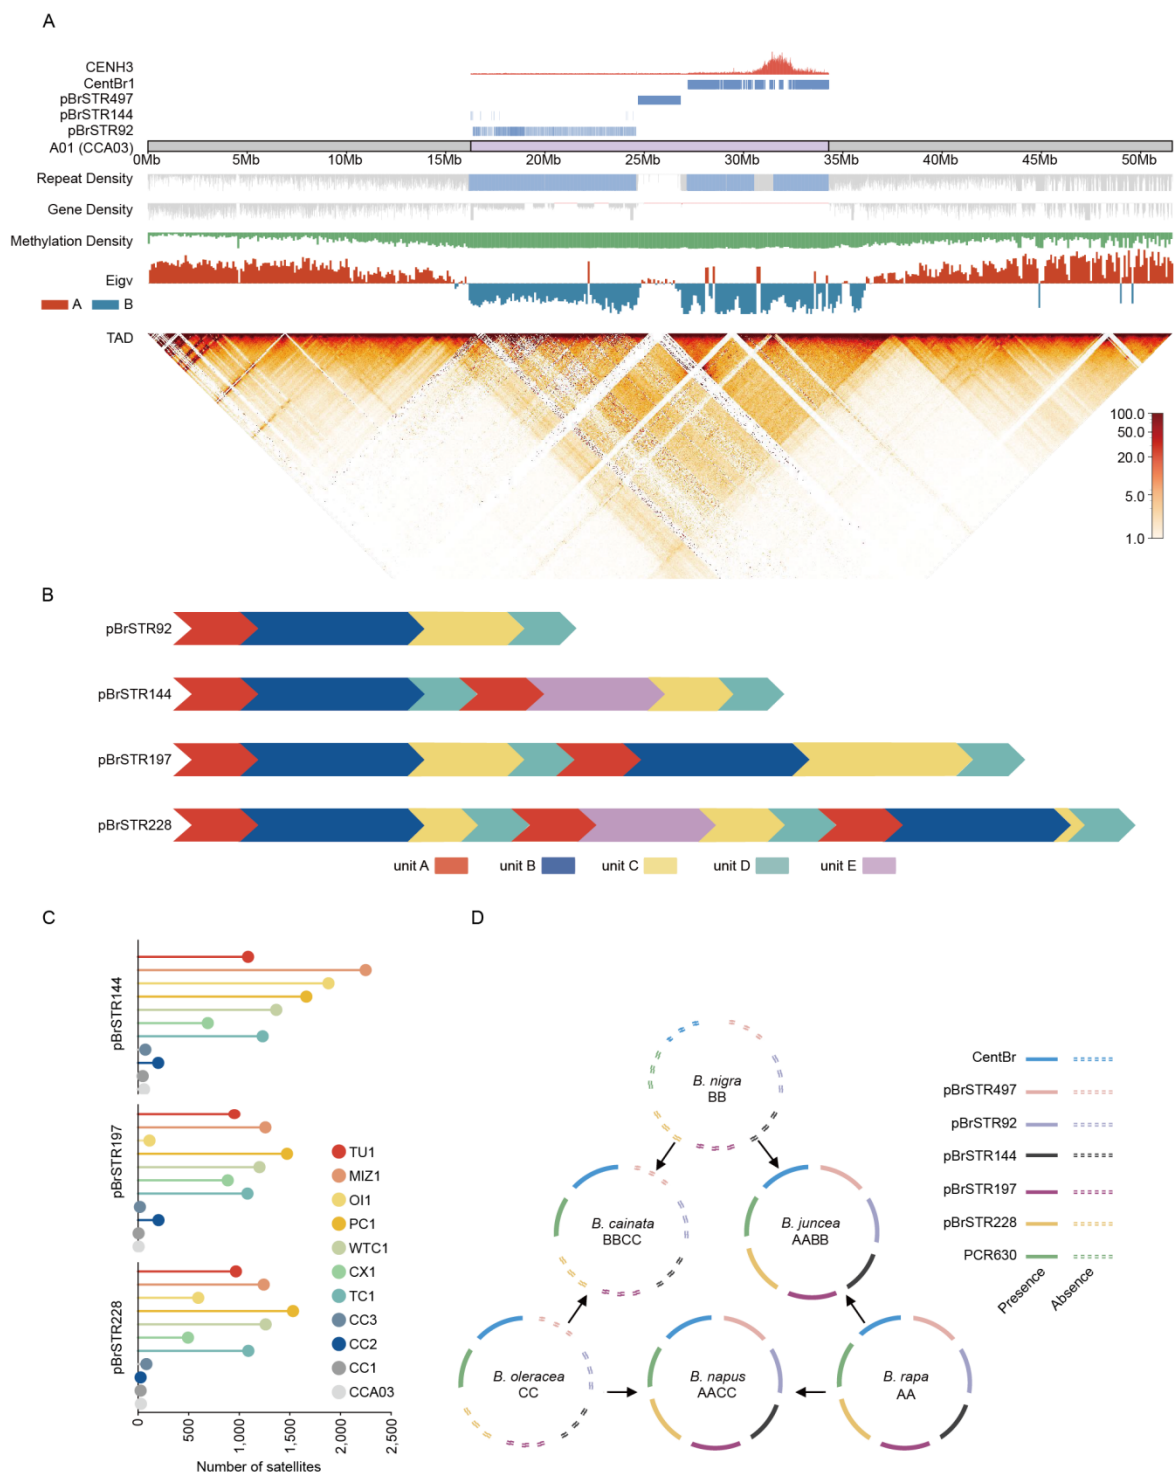 A
CENH3
CentBr1
pBrSTR497
pBrSTR144
pBrSTR92
A01 (CCA03)
0Mb 5Mb 10Mb 15Mb 20Mb 25Mb 30Mb 35Mb 40Mb 45Mb 50Mb
Repeat Density
Gene Density
Methylation Density
Eigv
A B
TAD
100.0
50.0
20.0
5.0
1.0
B
pBrSTR92
pBrSTR144
pBrSTR197
pBrSTR228
unit A unit B unit C unit D unit E
C
pBrSTR144
pBrSTR197
pBrSTR228
TU1
MIZ1
OI1
PC1
WTC1
CX1
TC1
CC3
CC2
CC1
CCA03
0 500 1,000 1,500 2,000 2,500
Number of satellites
D
B. nigra
BB
B. cainata
BBCC
B. juncea
AABB
B. oleracea
CC
B. napus
AACC
B. rapa
AA
CentBr
pBrSTR497
pBrSTR92
pBrSTR144
pBrSTR197
pBrSTR228
PCR630
Presence
Absence